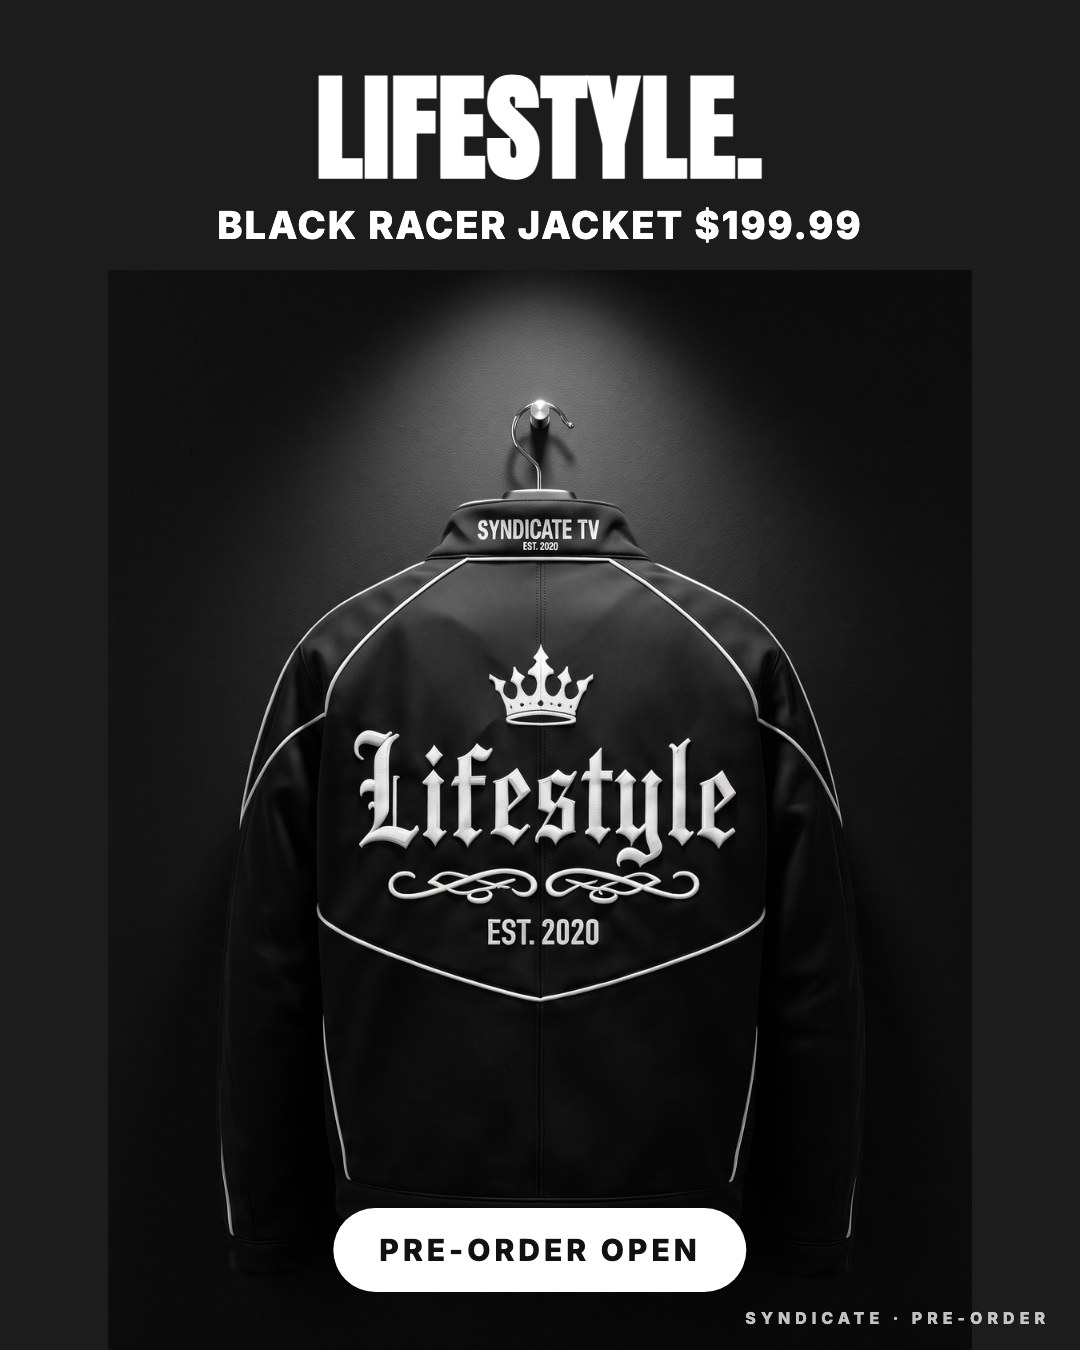 LIFESTYLE.
BLACK RACER JACKET $199.99
SYNDICATE TV
EST. 2020
Lifestyle
EST. 2020
PRE-ORDER OPEN
SYNDICATE · PRE-ORDER